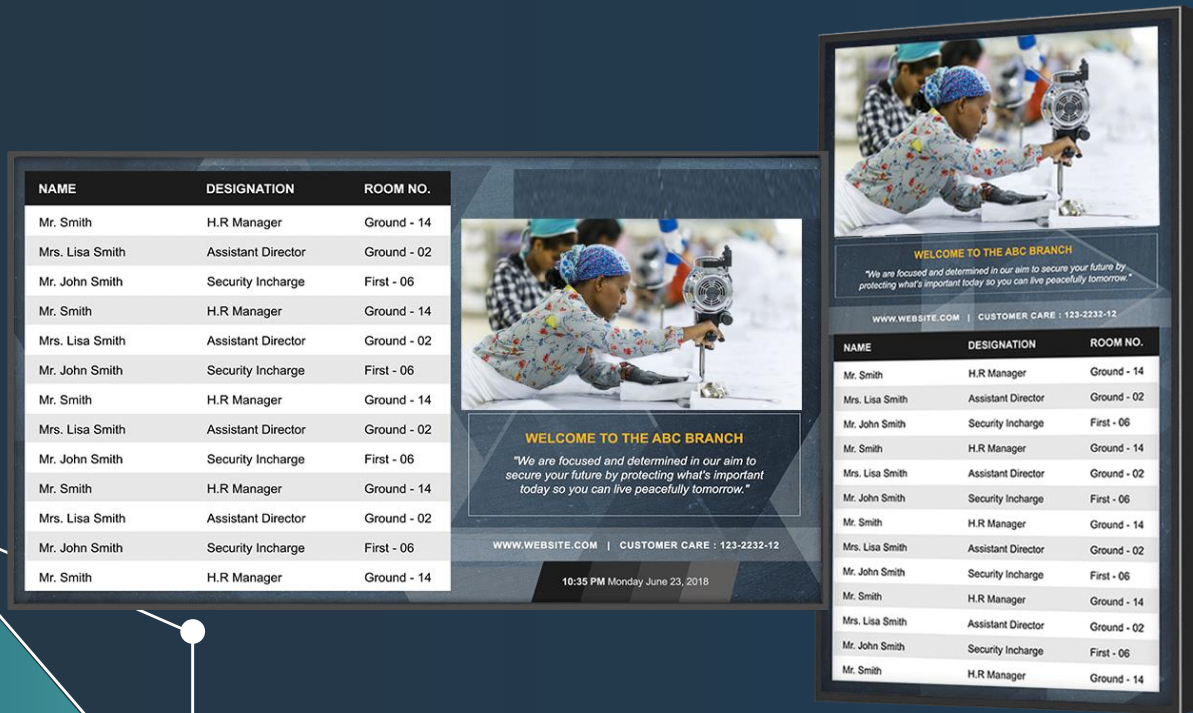 NAME DESIGNATION ROOM NO.
Mr. Smith H.R Manager Ground - 14
Mrs. Lisa Smith Assistant Director Ground - 02
Mr. John Smith Security Incharge First - 06
Mr. Smith H.R Manager Ground - 14
Mrs. Lisa Smith Assistant Director Ground - 02
Mr. John Smith Security Incharge First - 06
Mr. Smith H.R Manager Ground - 14
Mrs. Lisa Smith Assistant Director Ground - 02
Mr. John Smith Security Incharge First - 06
Mr. Smith H.R Manager Ground - 14
Mrs. Lisa Smith Assistant Director Ground - 02
Mr. John Smith Security Incharge First - 06
Mr. Smith H.R Manager Ground - 14
WELCOME TO THE ABC BRANCH
"We are focused and determined in our aim to
secure your future by protecting what's important
today so you can live peacefully tomorrow."
WWW.WEBSITE.COM | CUSTOMER CARE : 123-2232-12
10:35 PM Monday June 23, 2018
WELCOME TO THE ABC BRANCH
"We are focused and determined in our aim to secure your future by
protecting what's important today so you can live peacefully tomorrow."
WWW.WEBSITE.COM | CUSTOMER CARE : 123-2232-12
NAME DESIGNATION ROOM NO.
Mr. Smith H.R Manager Ground - 14
Mrs. Lisa Smith Assistant Director Ground - 02
Mr. John Smith Security Incharge First - 06
Mr. Smith H.R Manager Ground - 14
Mrs. Lisa Smith Assistant Director Ground - 02
Mr. John Smith Security Incharge First - 06
Mr. Smith H.R Manager Ground - 14
Mrs. Lisa Smith Assistant Director Ground - 02
Mr. John Smith Security Incharge First - 06
Mr. Smith H.R Manager Ground - 14
Mrs. Lisa Smith Assistant Director Ground - 02
Mr. John Smith Security Incharge First - 06
Mr. Smith H.R Manager Ground - 14